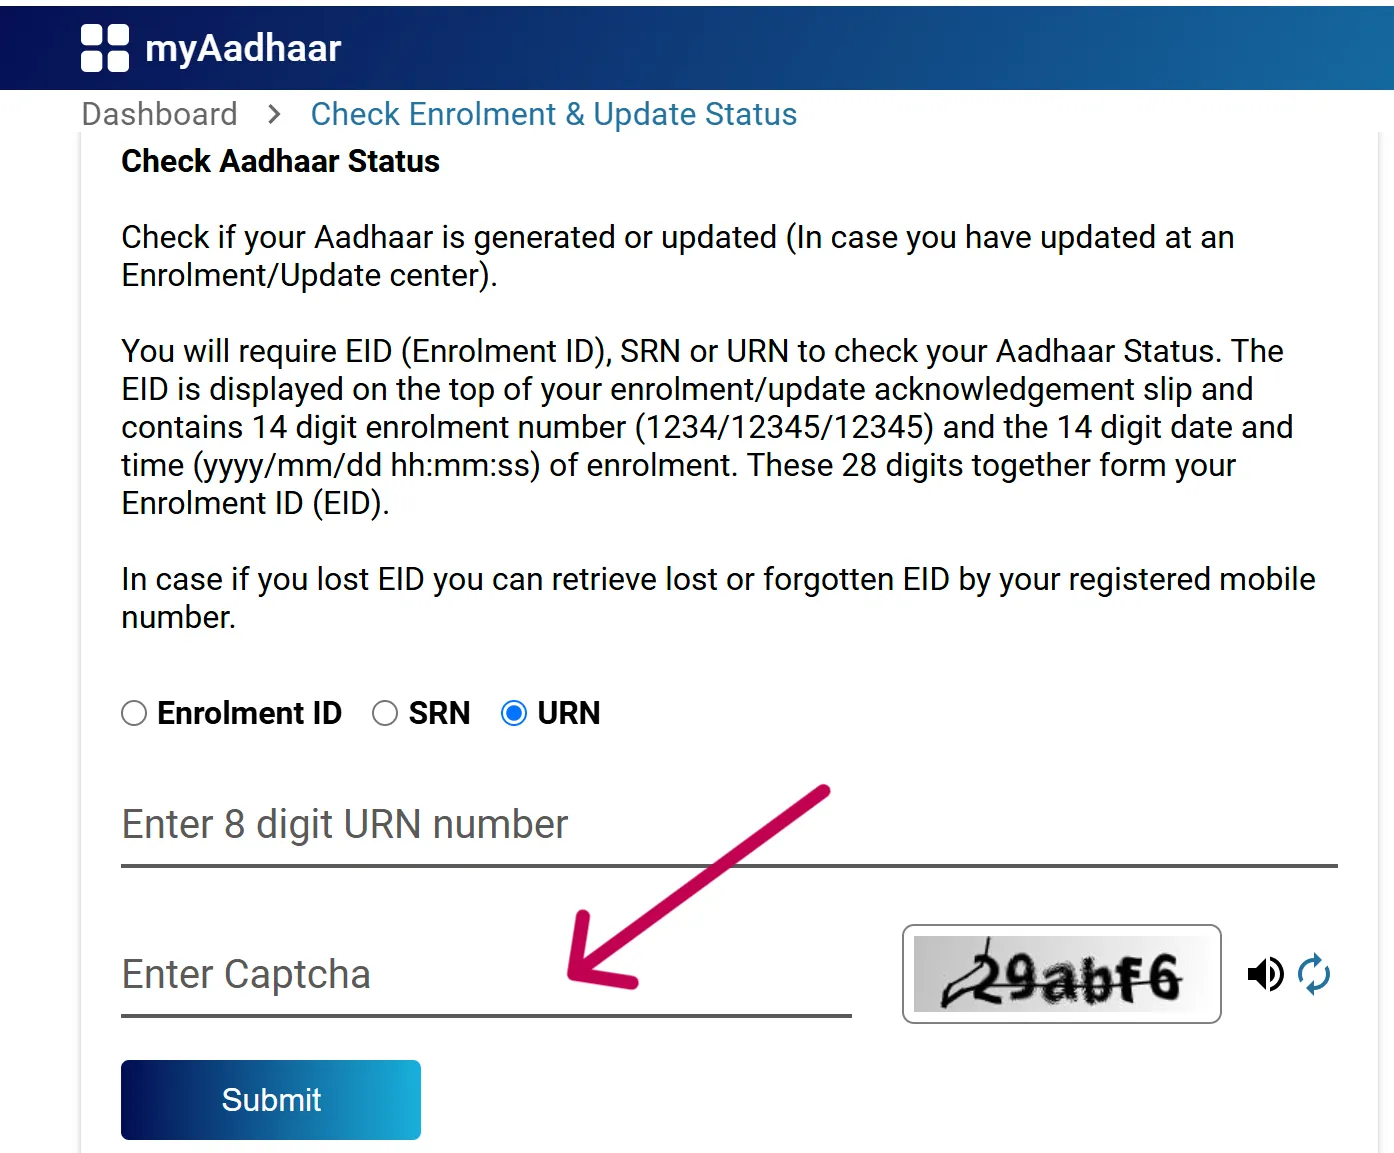 myAadhaar
Dashboard > Check Enrolment & Update Status
Check Aadhaar Status
Check if your Aadhaar is generated or updated (In case you have updated at an
Enrolment/Update center).
You will require EID (Enrolment ID), SRN or URN to check your Aadhaar Status. The
EID is displayed on the top of your enrolment/update acknowledgement slip and
contains 14 digit enrolment number (1234/12345/12345) and the 14 digit date and
time (yyyy/mm/dd hh:mm:ss) of enrolment. These 28 digits together form your
Enrolment ID (EID).
In case if you lost EID you can retrieve lost or forgotten EID by your registered mobile
number.
Enrolment ID SRN URN
Enter 8 digit URN number
Enter Captcha 29abf6
Submit